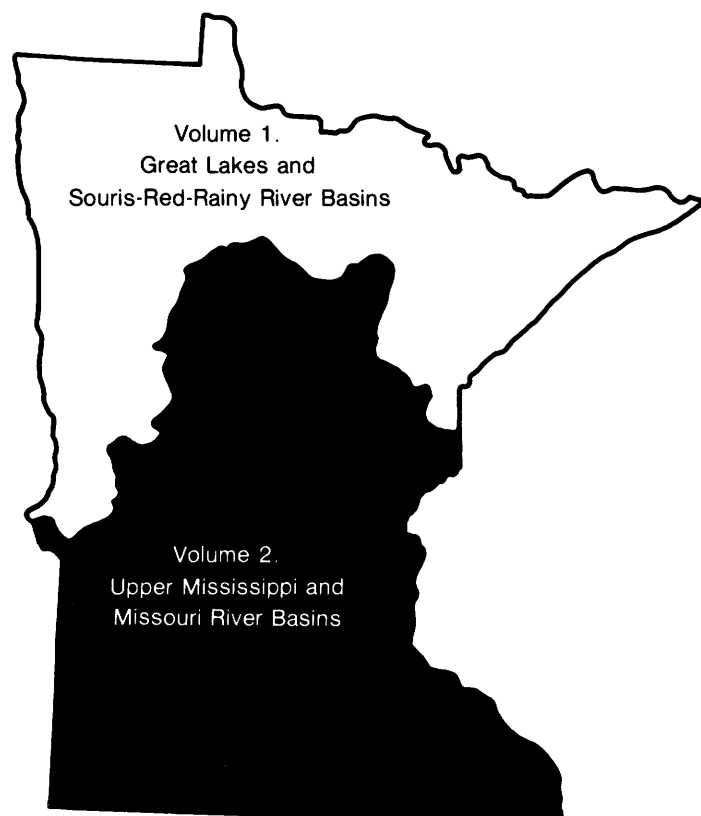 Volume 1.
Great Lakes and
Souris-Red-Rainy River Basins
Volume 2.
Upper Mississippi and
Missouri River Basins